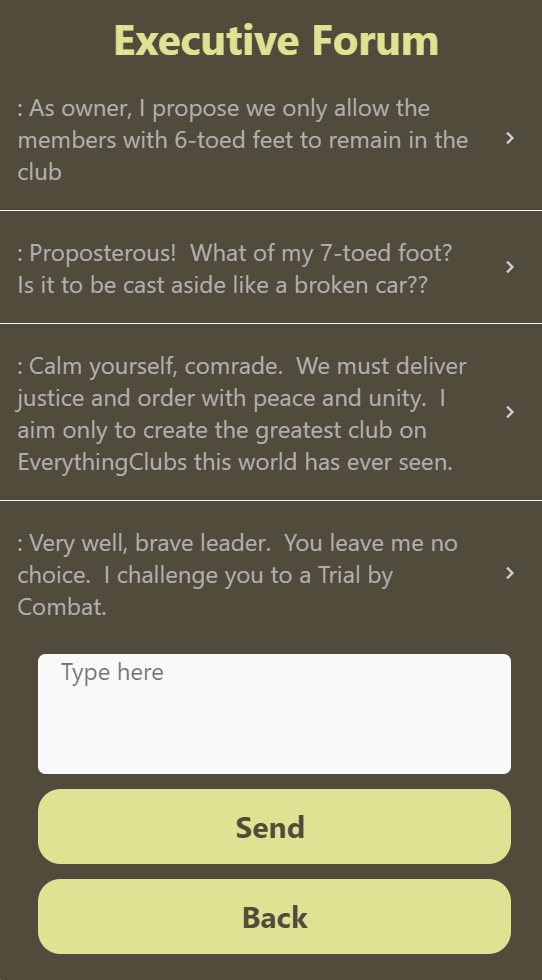 Executive Forum
: As owner, I propose we only allow the
members with 6-toed feet to remain in the
club
: Proposterous!  What of my 7-toed foot?
Is it to be cast aside like a broken car??
: Calm yourself, comrade.  We must deliver
justice and order with peace and unity.  I
aim only to create the greatest club on
EverythingClubs this world has ever seen.
: Very well, brave leader.  You leave me no
choice.  I challenge you to a Trial by
Combat.
Type here
Send
Back